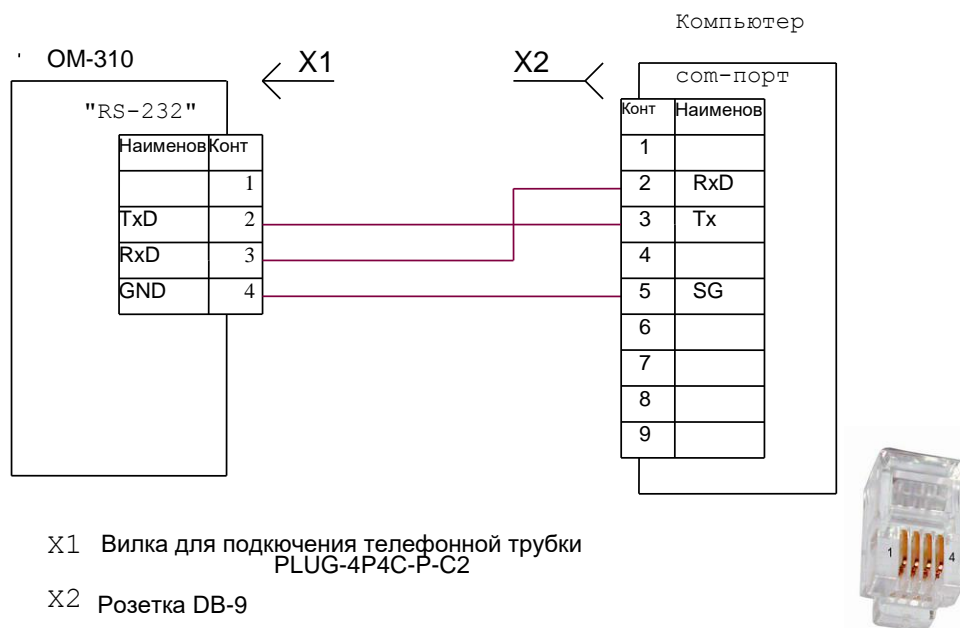 Компьютер
ОМ-310
X1
X2
com-порт
"RS-232"
Конт Наименов
Наименов Конт
1
1
2 RxD
TxD 2
3 Tx
RxD 3
4
GND 4
5 SG
6
7
8
9
1 4
X1 Вилка для подкючения телефонной трубки
PLUG-4P4C-P-C2
X2 Розетка DB-9